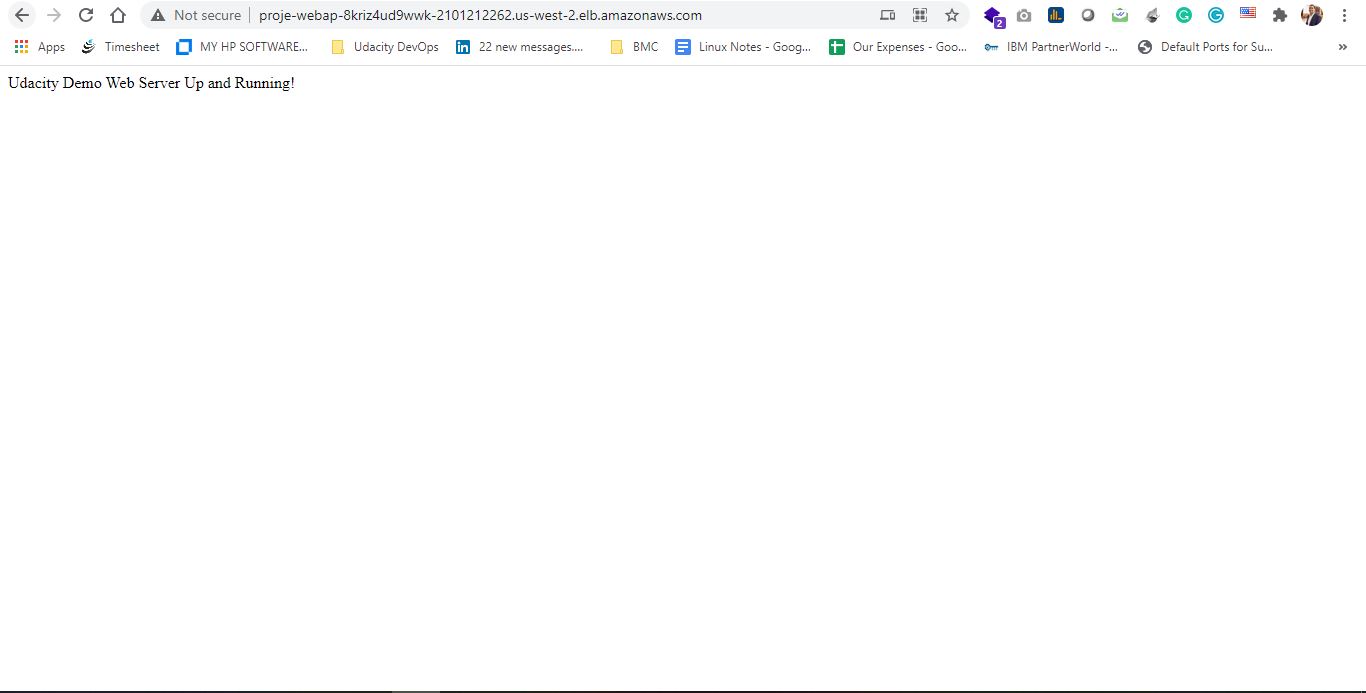 Not secure proje-webap-8kriz4ud9wwk-2101212262.us-west-2.elb.amazonaws.com 2
Apps Timesheet MY HP SOFTWARE... Udacity DevOps 22 new messages.... BMC Linux Notes - Goog... Our Expenses - Goo... IBM PartnerWorld -... Default Ports for Su... »
Udacity Demo Web Server Up and Running!